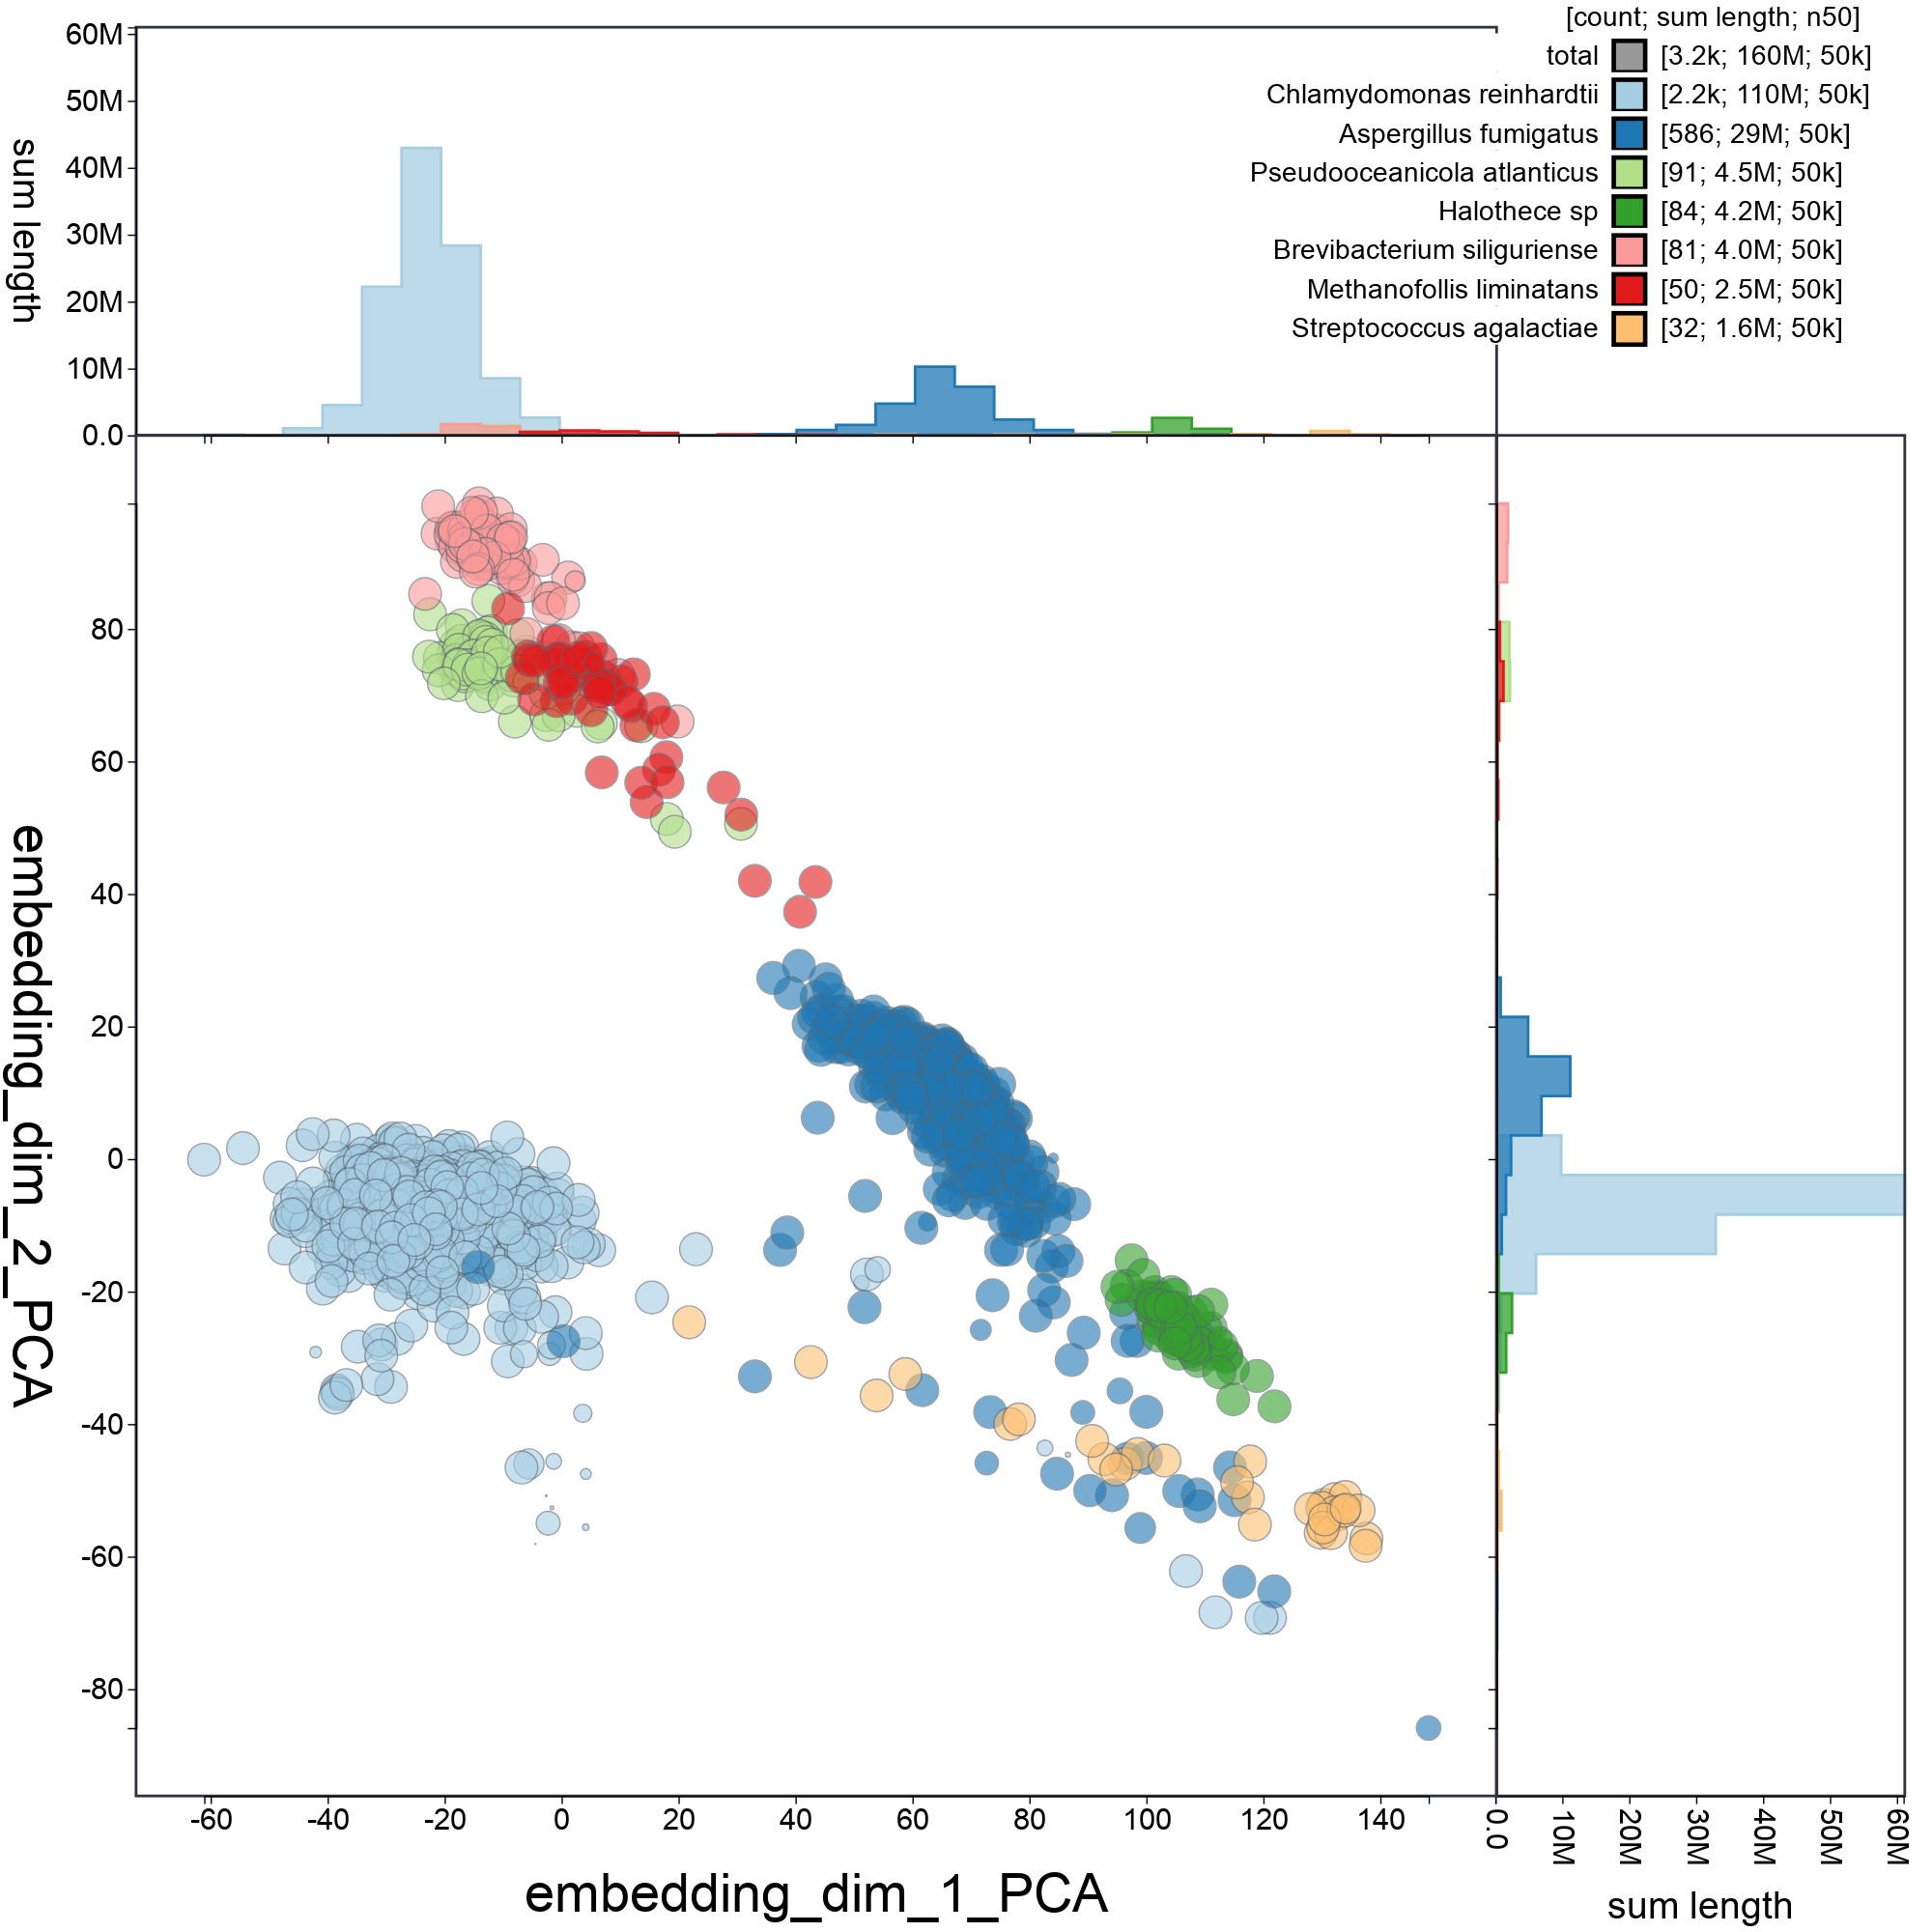 [count; sum length; n50]
total [3.2k; 160M; 50k]
Chlamydomonas reinhardtii [2.2k; 110M; 50k]
Aspergillus fumigatus [586; 29M; 50k]
Pseudooceanicola atlanticus [91; 4.5M; 50k]
Halothece sp [84; 4.2M; 50k]
Brevibacterium siliguriense [81; 4.0M; 50k]
Methanofollis liminatans [50; 2.5M; 50k]
Streptococcus agalactiae [32; 1.6M; 50k]
60M
50M
40M
30M
20M
10M
0.0
sum length
80
60
40
20
0
-20
-40
-60
-80
embedding_dim_2_PCA
-60 -40 -20 0 20 40 60 80 100 120 140
embedding_dim_1_PCA
0.0 10M 20M 30M 40M 50M 60M
sum length